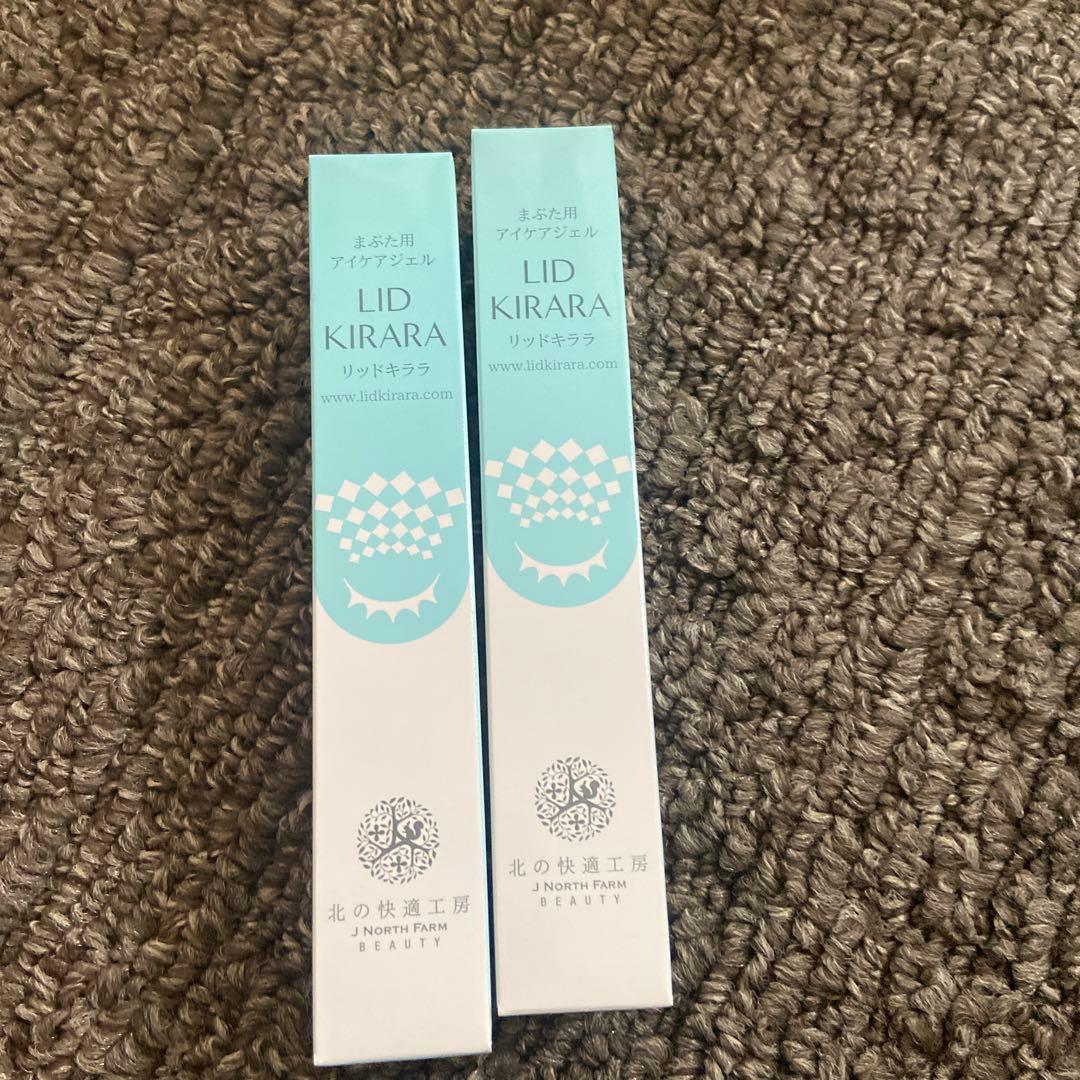 まぶた用
アイケアジェル
LID
KIRARA
リッドキララ
www.lidkirara.com
北の快適工房
J NORTH FARM
BEAUTY
まぶた用
アイケアジェル
LID
KIRARA
リッドキララ
www.lidkirara.com
北の快適工房
J NORTH FARM
BEAUTY